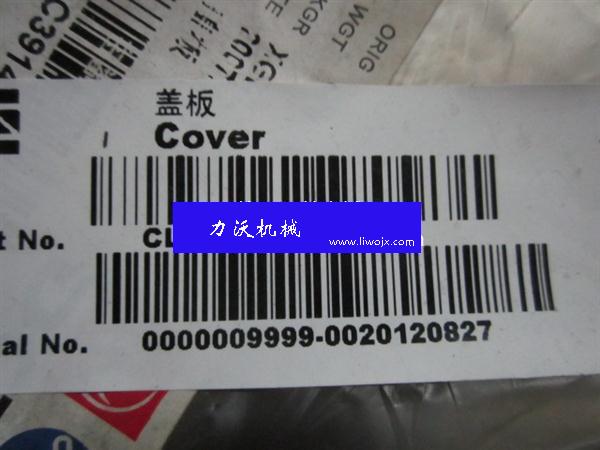 C3914
XGR
WGT
ORIG
盖板
Cover
t No.
CL
力沃机械
www.liwojx.com
al No.
0000009999-0020120827